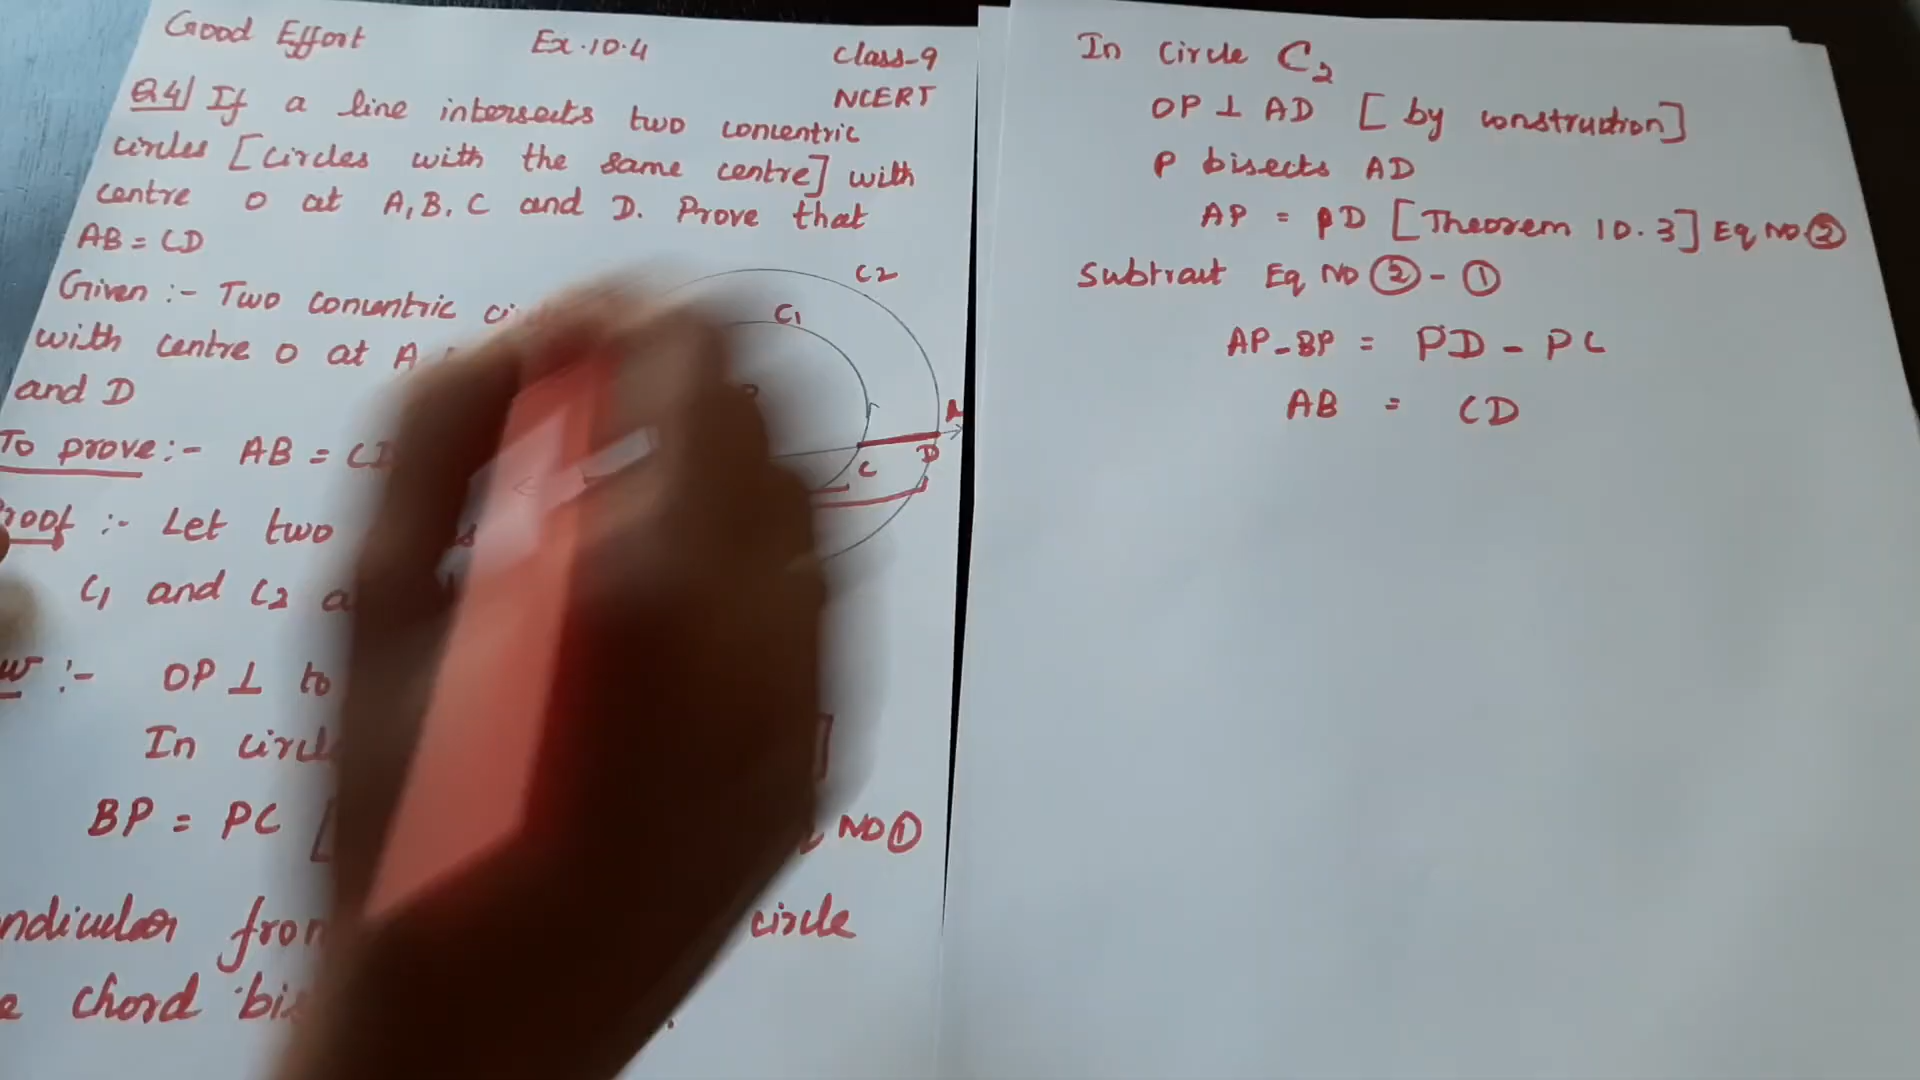 Good Effort Ex.10.4 Class-9
NCERT
Q4/ If a line intersects two concentric
circles [circles with the same centre] with
centre O at A, B, C and D. Prove that
AB = CD
Given :- Two concentric
with centre O at A
and D
To prove :- AB = CD
Proof :- Let two
C1 and C2
:- OP ⊥ to
In circle
BP = PC [ NO ①
from circle
chord
C2
C1
C
D
In circle C2
OP ⊥ AD [by construction]
P bisects AD
AP = PD [Theorem 10.3] Eq NO. ②
Subtract Eq NO ② - ①
AP - BP = PD - PC
AB = CD